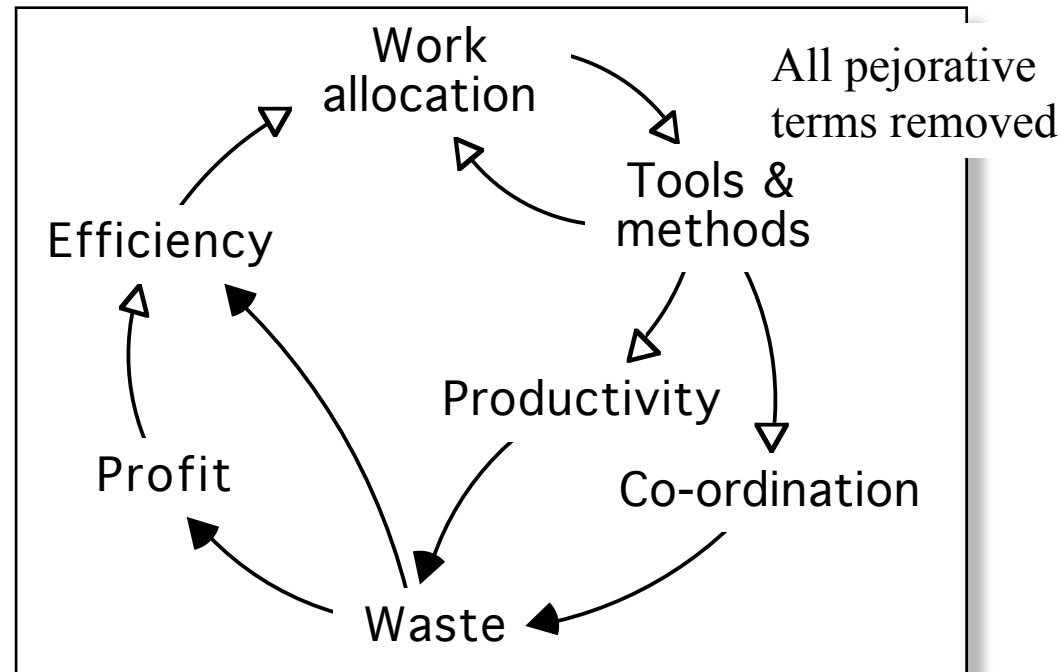 Work
allocation
All pejorative
terms removed
Tools &
methods
Efficiency
Productivity
Profit
Co-ordination
Waste